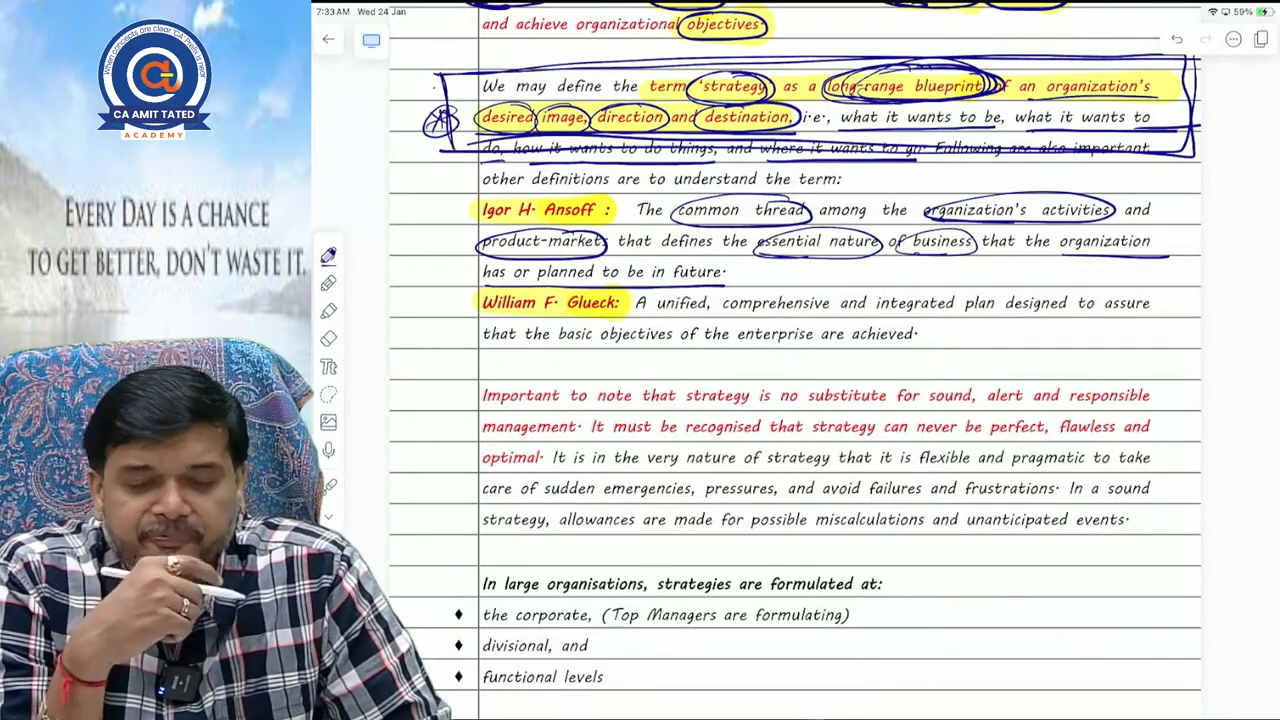 7:33 AM Wed 24 Jan
59%
When concepts are clear CA. Prefix is near
CA AMIT TATED
ACADEMY
EVERY DAY IS A CHANCE
TO GET BETTER, DON'T WASTE IT.
Tt
and achieve organizational objectives.
We may define the term 'strategy' as a long-range blueprint of an organization's
desired image, direction and destination, i.e., what it wants to be, what it wants to
do, how it wants to do things, and where it wants to go. Following are also important
other definitions are to understand the term:
Igor H. Ansoff : The common thread among the organization's activities and
product-markets that defines the essential nature of business that the organization
has or planned to be in future.
William F. Glueck: A unified, comprehensive and integrated plan designed to assure
that the basic objectives of the enterprise are achieved.
Important to note that strategy is no substitute for sound, alert and responsible
management. It must be recognised that strategy can never be perfect, flawless and
optimal. It is in the very nature of strategy that it is flexible and pragmatic to take
care of sudden emergencies, pressures, and avoid failures and frustrations. In a sound
strategy, allowances are made for possible miscalculations and unanticipated events.
In large organisations, strategies are formulated at:
♦ the corporate, (Top Managers are formulating)
♦ divisional, and
♦ functional levels